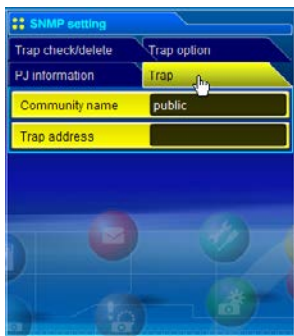 SNMP setting
Trap check/delete Trap option
PJ information Trap
Community name public
Trap address